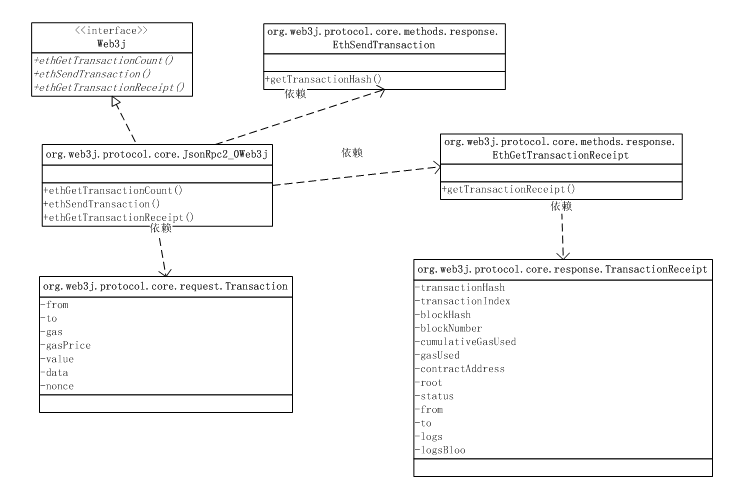 <<interface>>
Web3j
+ethGetTransactionCount()
+ethSendTransaction()
+ethGetTransactionReceipt()
org.web3j.protocol.core.methods.response.
EthSendTransaction
+getTransactionHash()
依赖
org.web3j.protocol.core.JsonRpc2_0Web3j
+ethGetTransactionCount()
+ethSendTransaction()
+ethGetTransactionReceipt()
依赖
依赖
org.web3j.protocol.core.methods.response.
EthGetTransactionReceipt
+getTransactionReceipt()
依赖
org.web3j.protocol.core.request.Transaction
-from
-to
-gas
-gasPrice
-value
-data
-nonce
org.web3j.protocol.core.response.TransactionReceipt
-transactionHash
-transactionIndex
-blockHash
-blockNumber
-cumulativeGasUsed
-gasUsed
-contractAddress
-root
-status
-from
-to
-logs
-logsBloo